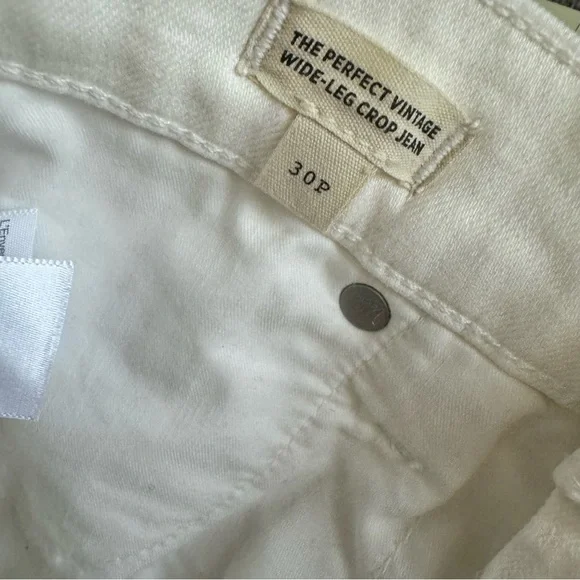 THE PERFECT VINTAGE
WIDE-LEG CROP JEAN
30P